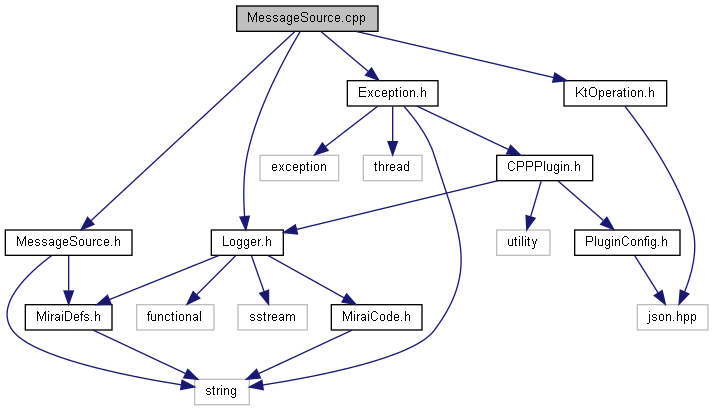 MessageSource.cpp
Exception.h
KtOperation.h
exception
thread
CPPPlugin.h
MessageSource.h
Logger.h
utility
PluginConfig.h
MiraiDefs.h
functional
sstream
MiraiCode.h
json.hpp
string